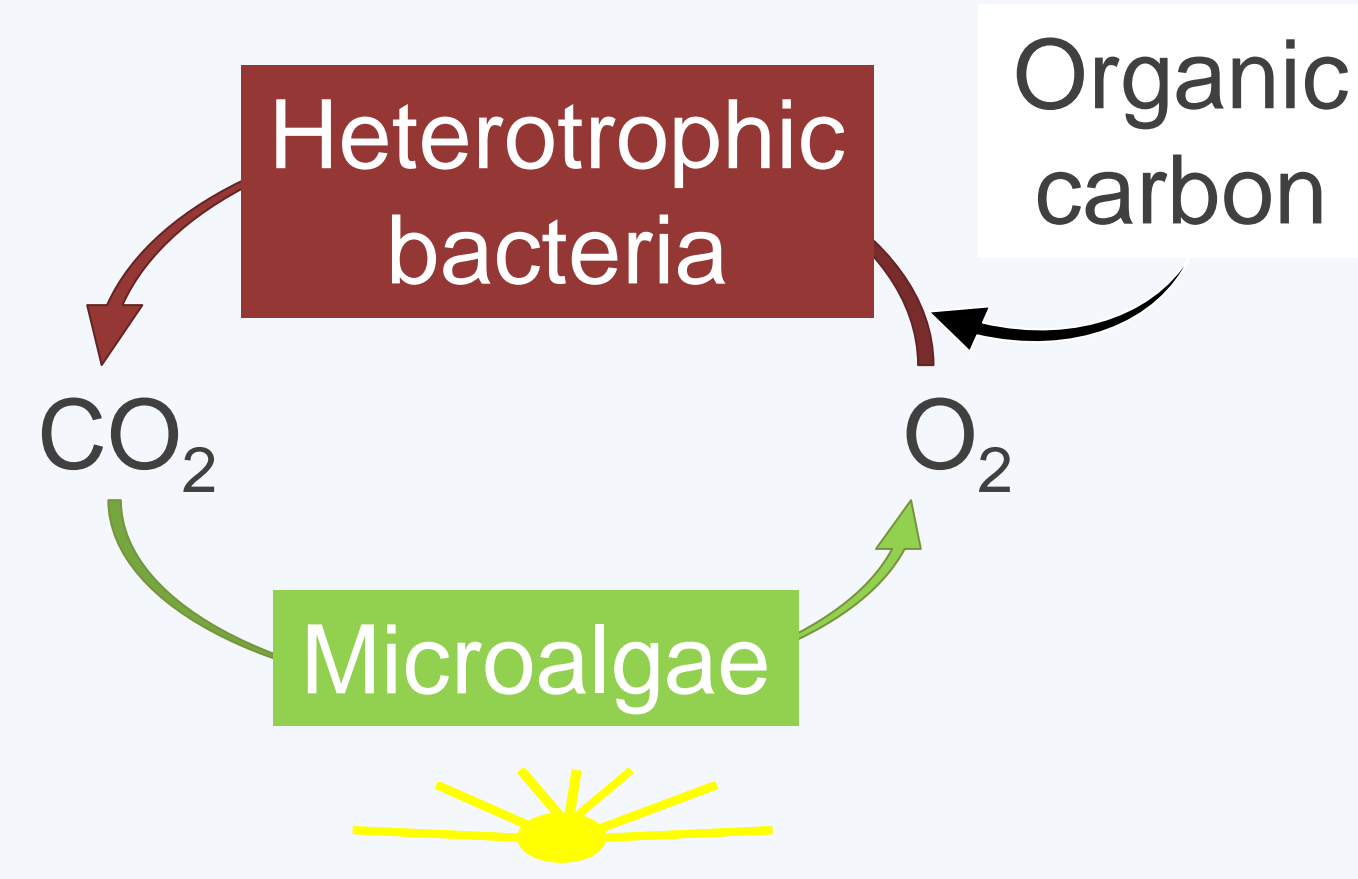 Organic
carbon
Heterotrophic
bacteria
CO₂
O₂
Microalgae